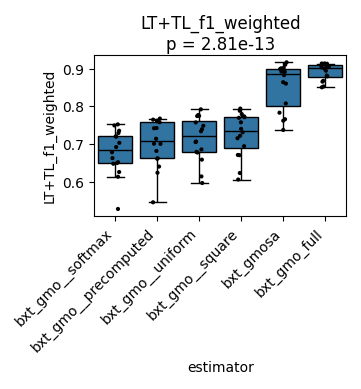 LT+TL_f1_weighted
p = 2.81e-13
LT+TL_f1_weighted
0.9
0.8
0.7
0.6
bxt_gmo__softmax
bxt_gmo__precomputed
bxt_gmo__uniform
bxt_gmo__square
bxt_gmosa
bxt_gmo_full
estimator